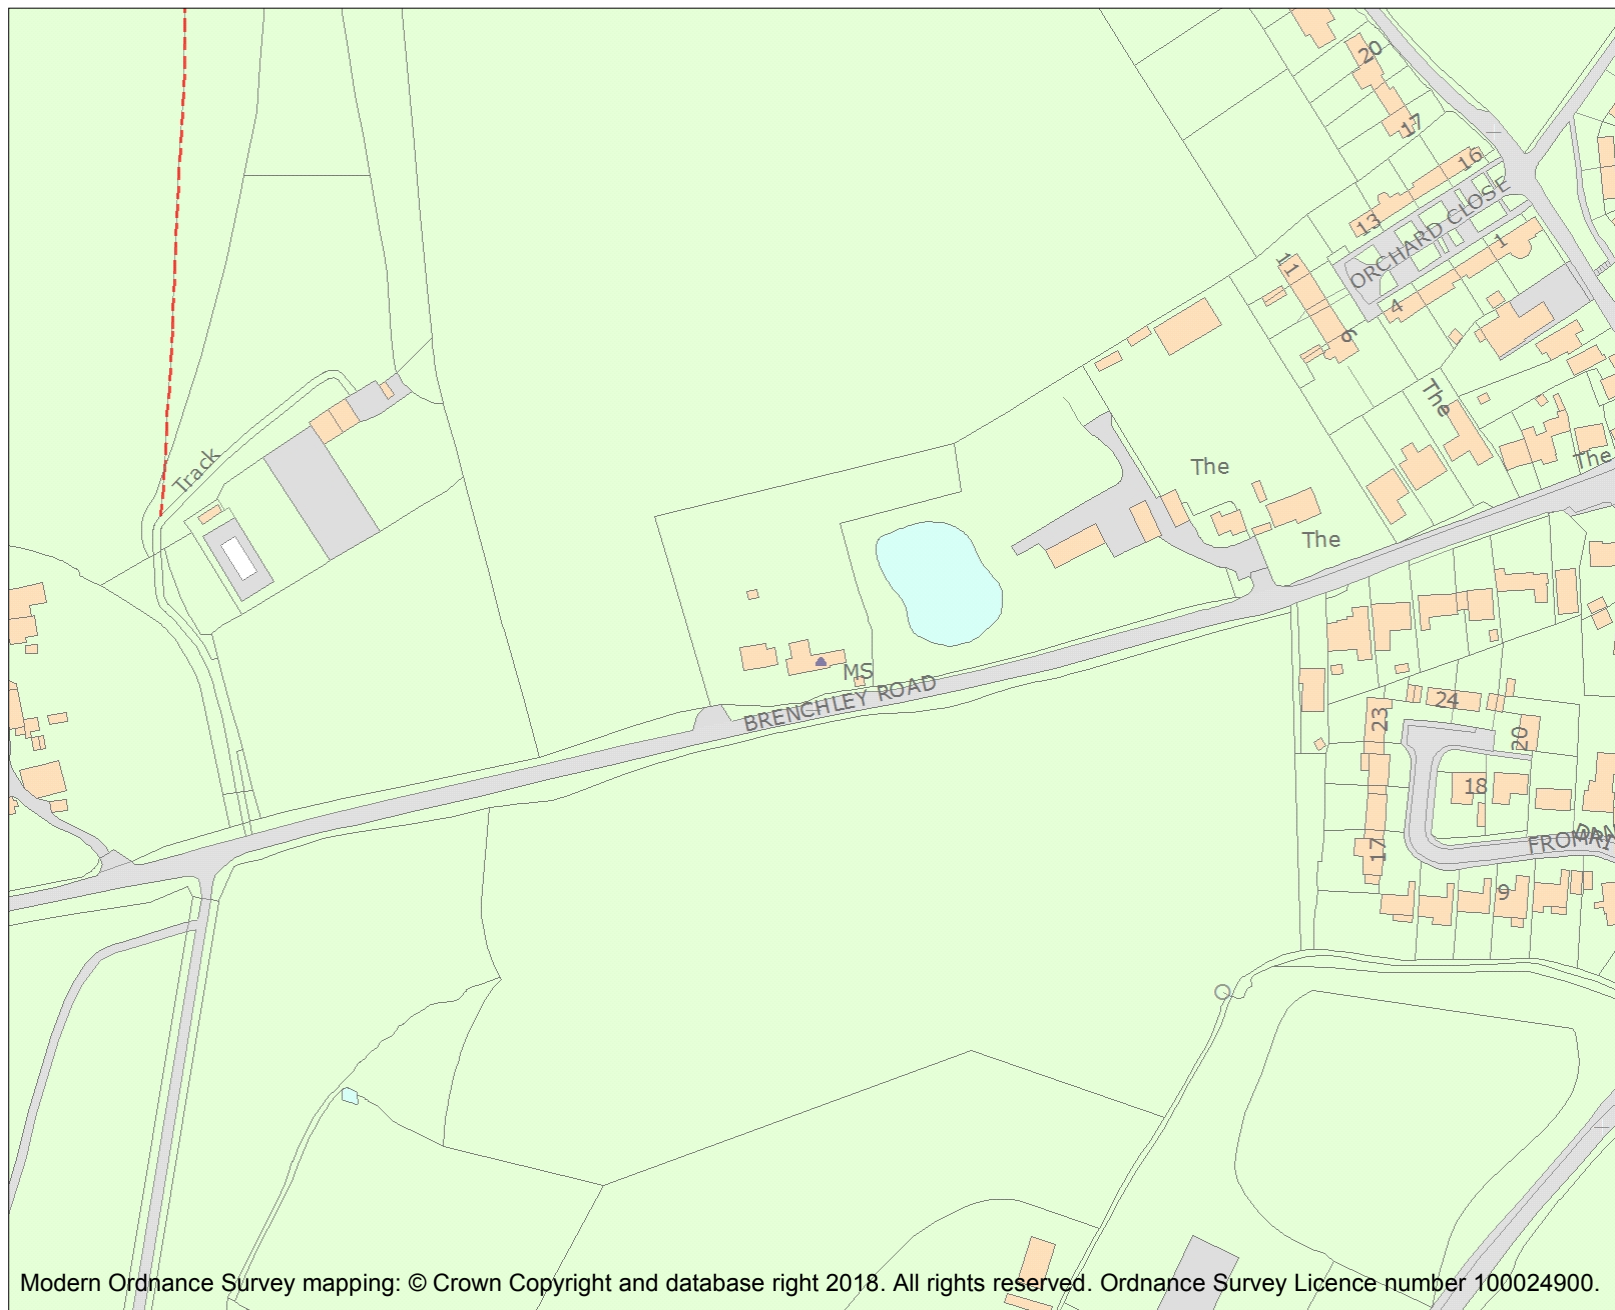 20
17
16
13
ORCHARD CLOSE
1
11
4
6
The
Track
The
The
The
MS
BRENCHLEY ROAD
24
23
20
18
17
9
Modern Ordnance Survey mapping: © Crown Copyright and database right 2018. All rights reserved. Ordnance Survey Licence number 100024900.